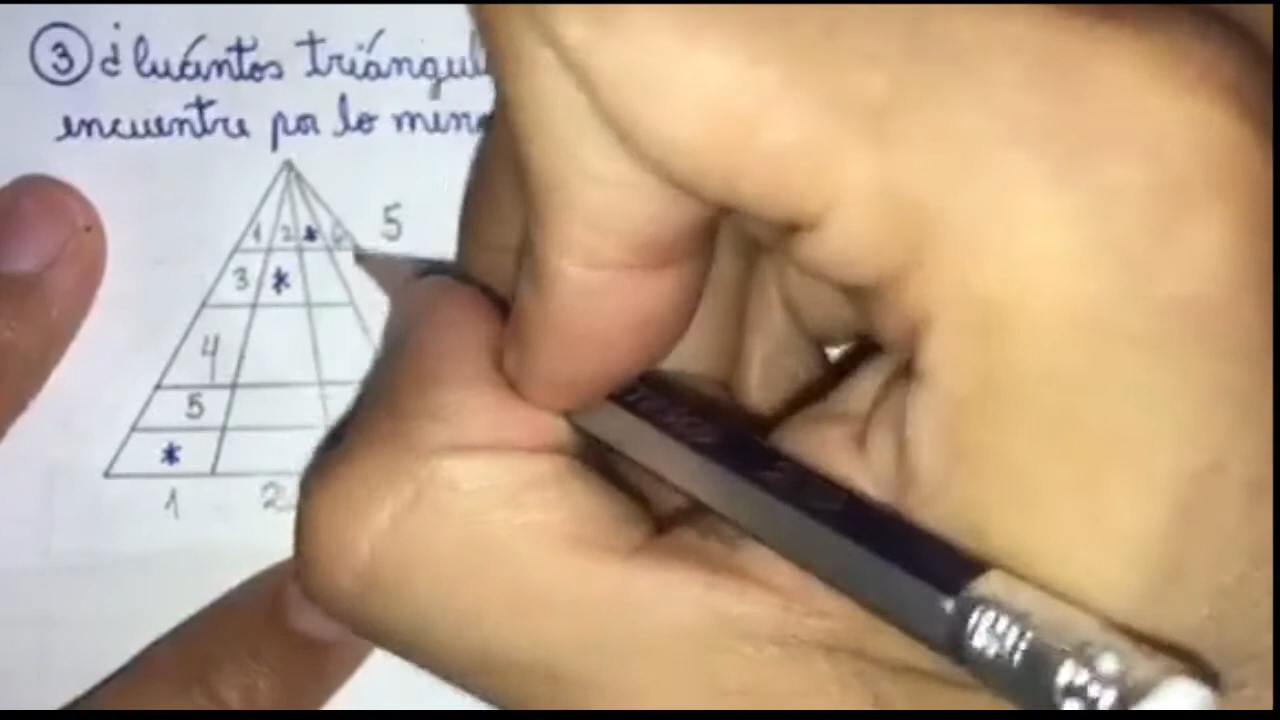 ③ ¿Cuántos triángul
encuentre por lo men
1 2 * 5
3 *
4
5
*
1 2